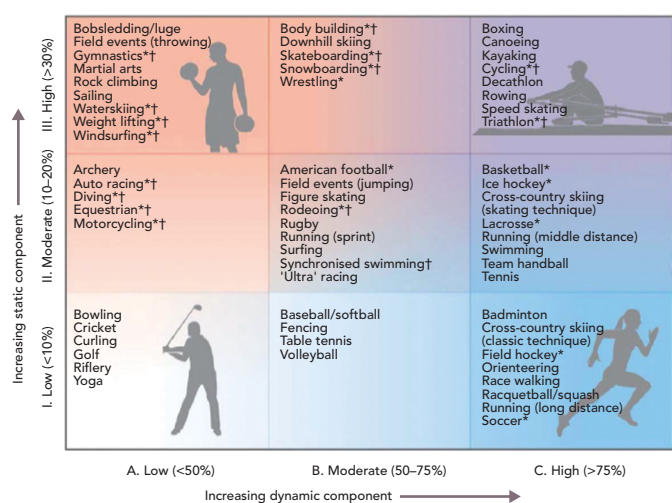 III. High (>30%)
Bobsledding/luge
Field events (throwing)
Gymnastics*†
Martial arts
Rock climbing
Sailing
Waterskiing*†
Weight lifting*†
Windsurfing*†
Body building*†
Downhill skiing
Skateboarding*†
Snowboarding*†
Wrestling*
Boxing
Canoeing
Kayaking
Cycling*†
Decathlon
Rowing
Speed skating
Triathlon*†
Increasing static component
II. Moderate (10–20%)
Archery
Auto racing*†
Diving*†
Equestrian*†
Motorcycling*†
American football*
Field events (jumping)
Figure skating
Rodeoing*†
Rugby
Running (sprint)
Surfing
Synchronised swimming†
'Ultra' racing
Basketball*
Ice hockey*
Cross-country skiing
(skating technique)
Lacrosse*
Running (middle distance)
Swimming
Team handball
Tennis
I. Low (<10%)
Bowling
Cricket
Curling
Golf
Riflery
Yoga
Baseball/softball
Fencing
Table tennis
Volleyball
Badminton
Cross-country skiing
(classic technique)
Field hockey*
Orienteering
Race walking
Racquetball/squash
Running (long distance)
Soccer*
A. Low (<50%)
B. Moderate (50–75%)
C. High (>75%)
Increasing dynamic component